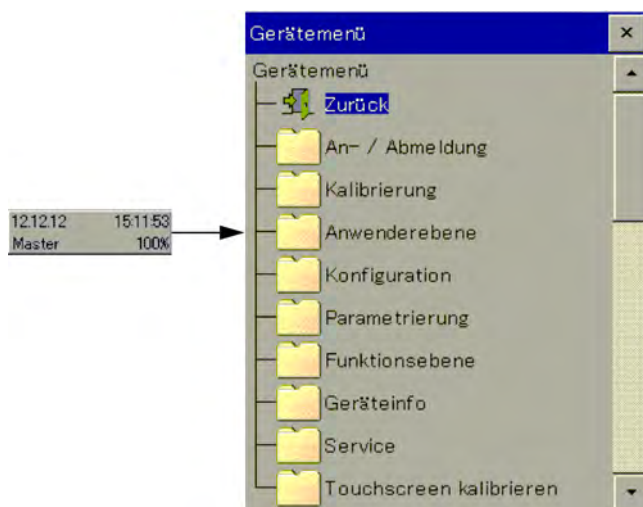 Gerätemenü
Gerätemenü
Zurück
An- / Abmeldung
Kalibrierung
12.12.12 15:11:53
Master 100%
Anwenderebene
Konfiguration
Parametrierung
Funktionsebene
Geräteinfo
Service
Touchscreen kalibrieren